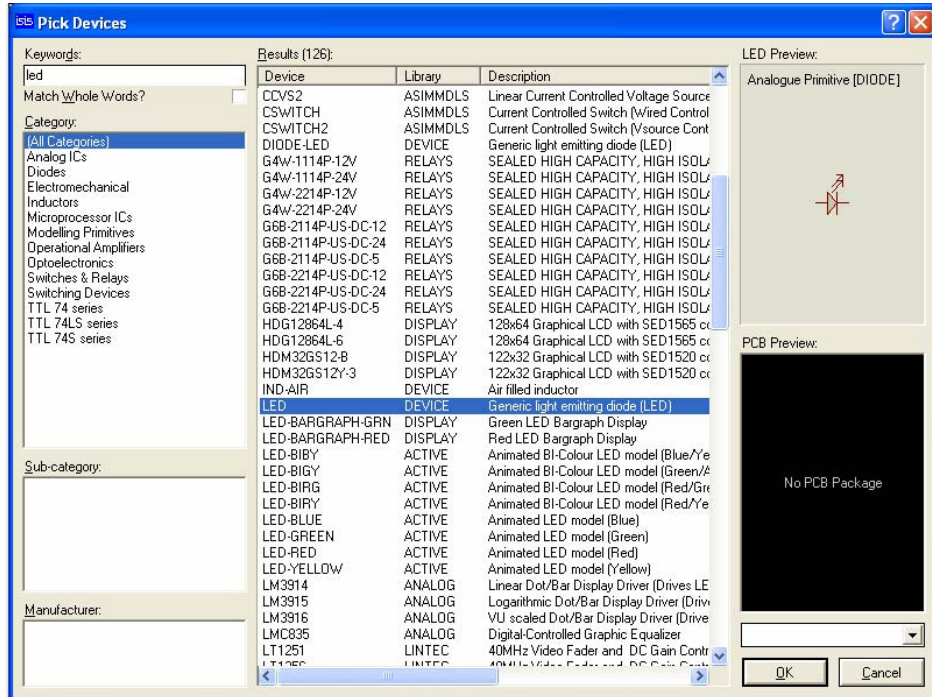 isis Pick Devices
Keywords:
led
Match Whole Words?
Category:
(All Categories)
Analog ICs
Diodes
Electromechanical
Inductors
Microprocessor ICs
Modelling Primitives
Operational Amplifiers
Optoelectronics
Switches & Relays
Switching Devices
TTL 74 series
TTL 74LS series
TTL 74S series
Sub-category:
Manufacturer:
Results (126):
Device Library Description
CCVS2 ASIMMDLS Linear Current Controlled Voltage Source
CSWITCH ASIMMDLS Current Controlled Switch (Wired Control
CSWITCH2 ASIMMDLS Current Controlled Switch (Vsource Cont
DIODE-LED DEVICE Generic light emitting diode (LED)
G4W-1114P-12V RELAYS SEALED HIGH CAPACITY, HIGH ISOLA
G4W-1114P-24V RELAYS SEALED HIGH CAPACITY, HIGH ISOLA
G4W-2214P-12V RELAYS SEALED HIGH CAPACITY, HIGH ISOLA
G4W-2214P-24V RELAYS SEALED HIGH CAPACITY, HIGH ISOLA
G6B-2114P-US-DC-12 RELAYS SEALED HIGH CAPACITY, HIGH ISOLA
G6B-2114P-US-DC-24 RELAYS SEALED HIGH CAPACITY, HIGH ISOLA
G6B-2114P-US-DC-5 RELAYS SEALED HIGH CAPACITY, HIGH ISOLA
G6B-2214P-US-DC-12 RELAYS SEALED HIGH CAPACITY, HIGH ISOLA
G6B-2214P-US-DC-24 RELAYS SEALED HIGH CAPACITY, HIGH ISOLA
G6B-2214P-US-DC-5 RELAYS SEALED HIGH CAPACITY, HIGH ISOLA
HDG12864L-4 DISPLAY 128x64 Graphical LCD with SED1565 co
HDG12864L-6 DISPLAY 128x64 Graphical LCD with SED1565 co
HDM32GS12-B DISPLAY 122x32 Graphical LCD with SED1520 co
HDM32GS12Y-3 DISPLAY 122x32 Graphical LCD with SED1520 co
IND-AIR DEVICE Air filled inductor
LED DEVICE Generic light emitting diode (LED)
LED-BARGRAPH-GRN DISPLAY Green LED Bargraph Display
LED-BARGRAPH-RED DISPLAY Red LED Bargraph Display
LED-BIBY ACTIVE Animated BI-Colour LED model (Blue/Ye
LED-BIGY ACTIVE Animated BI-Colour LED model (Green/A
LED-BIRG ACTIVE Animated BI-Colour LED model (Red/Gre
LED-BIRY ACTIVE Animated BI-Colour LED model (Red/Ye
LED-BLUE ACTIVE Animated LED model (Blue)
LED-GREEN ACTIVE Animated LED model (Green)
LED-RED ACTIVE Animated LED model (Red)
LED-YELLOW ACTIVE Animated LED model (Yellow)
LM3914 ANALOG Linear Dot/Bar Display Driver (Drives LE
LM3915 ANALOG Logarithmic Dot/Bar Display Driver (Driv
LM3916 ANALOG VU scaled Dot/Bar Display Driver (Drive
LMC835 ANALOG Digital-Controlled Graphic Equalizer
LT1251 LINTEC 40MHz Video Fader and DC Gain Contr
LED Preview:
Analogue Primitive [DIODE]
PCB Preview:
No PCB Package
OK Cancel